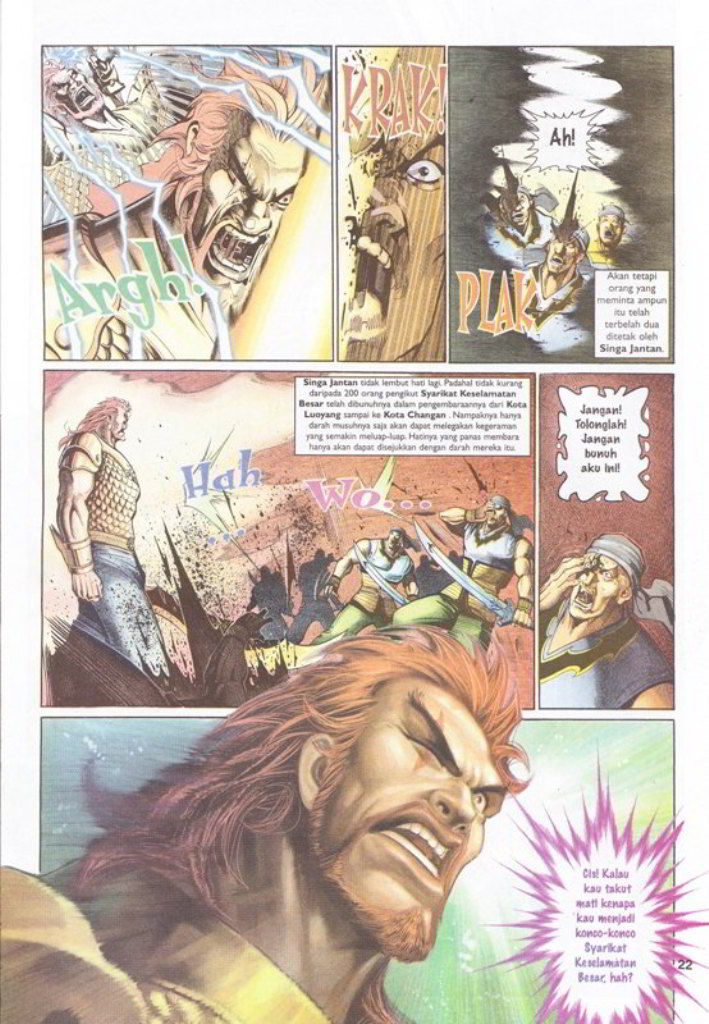 Argh!
KRAK!
Ah!
PLAK
Akan tetapi
orang yang
meminta ampun
itu telah
terbelah dua
ditetak oleh
Singa Jantan.
Singa Jantan tidak lembut hati lagi. Padahal tidak kurang
daripada 200 orang pengikut Syarikat Keselamatan
Besar telah dibunuhnya dalam pengembaraannya dari Kota
Luoyang sampai ke Kota Changan . Nampaknya hanya
darah musuhnya saja akan dapat melegakan kegeraman
yang semakin meluap-luap. Hatinya yang panas membara
hanya akan dapat disejukkan dengan darah mereka itu.
Hah
...
Wo...
Jangan!
Tolonglah!
Jangan
bunuh
aku ini!
Cis! Kalau
kau takut
mati kenapa
kau menjadi
konco-konco
Syarikat
Keselamatan
Besar, hah?
22